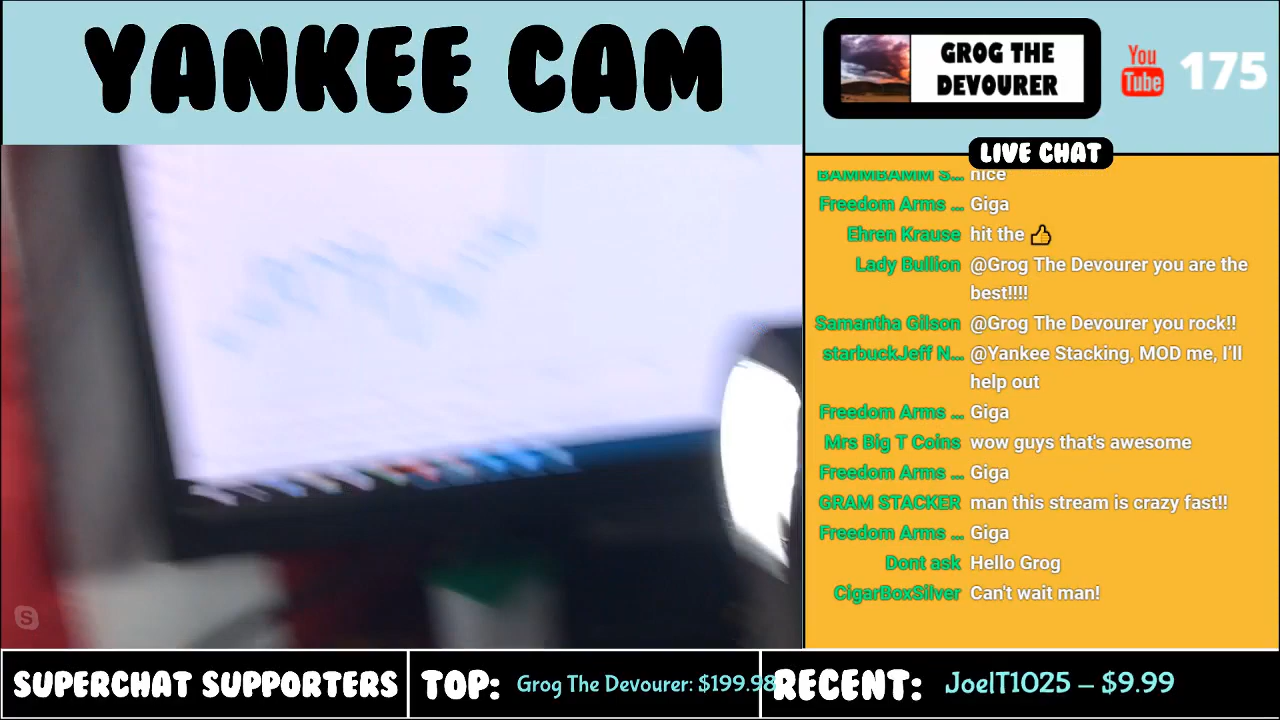 YANKEE CAM
GROG THE
DEVOURER
You
Tube
175
LIVE CHAT
BAMMBAMM S... nice
Freedom Arms ... Giga
Ehren Krause hit the 👍
Lady Bullion @Grog The Devourer you are the
best!!!!
Samantha Gilson @Grog The Devourer you rock!!
starbuckJeff N... @Yankee Stacking, MOD me, I'll
help out
Freedom Arms ... Giga
Mrs Big T Coins wow guys that's awesome
Freedom Arms ... Giga
GRAM STACKER man this stream is crazy fast!!
Freedom Arms ... Giga
Dont ask Hello Grog
CigarBoxSilver Can't wait man!
SUPERCHAT SUPPORTERS
TOP: Grog The Devourer: $199.98
RECENT: JoelT1025 – $9.99